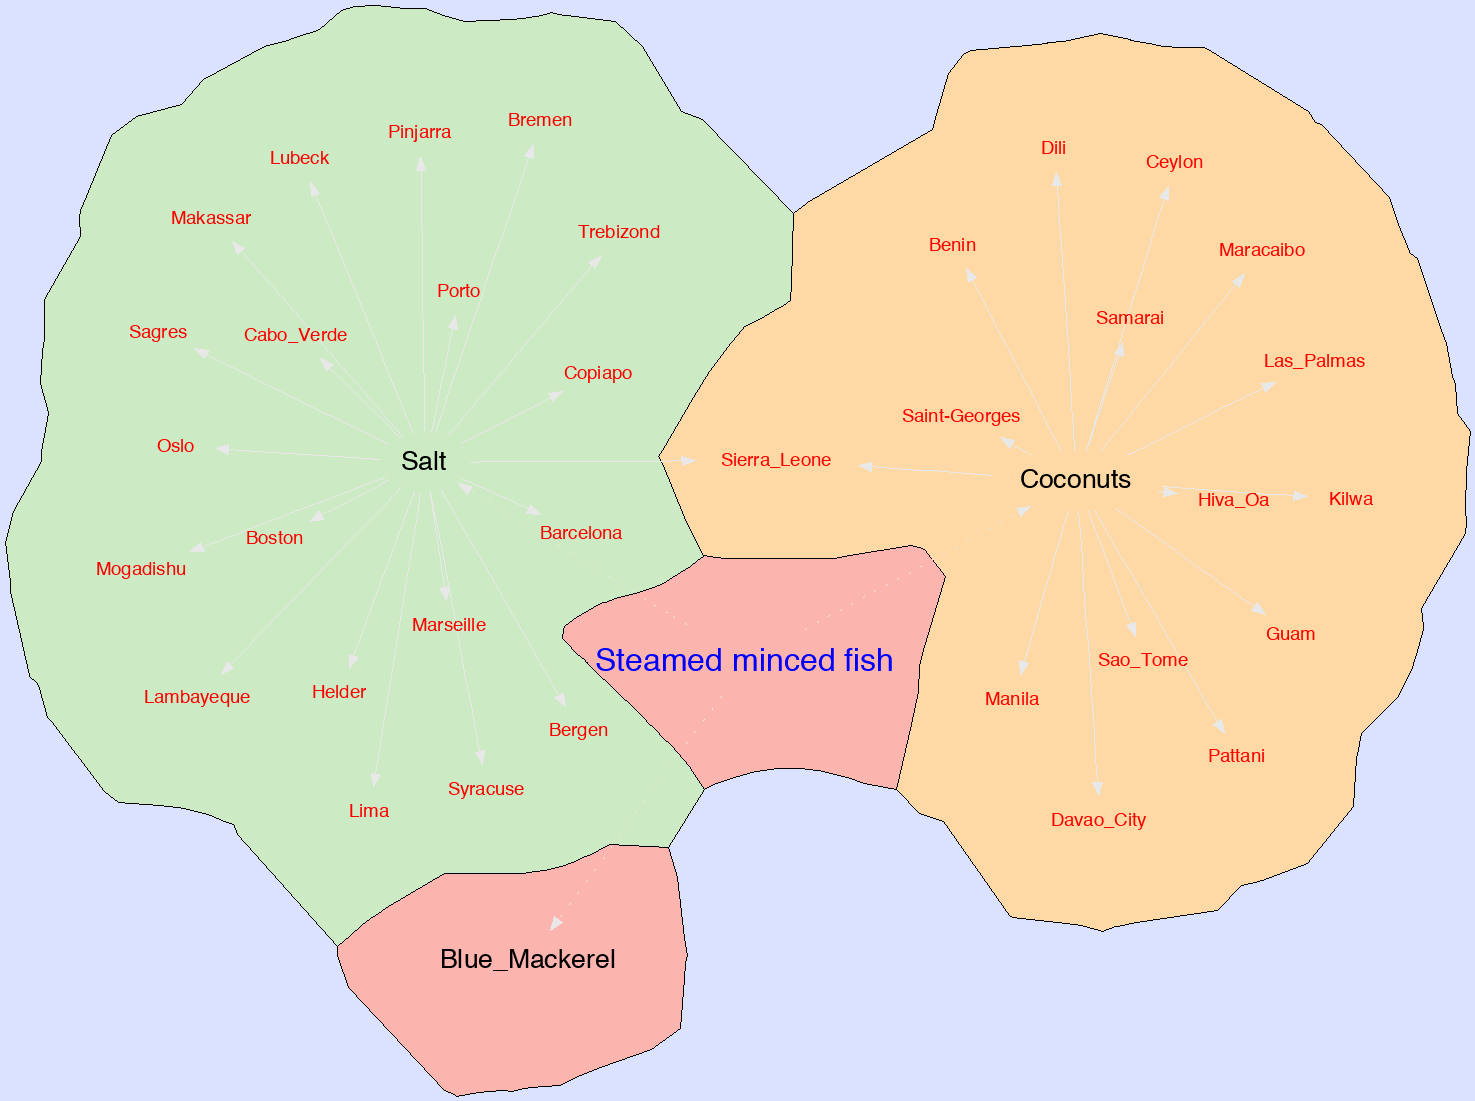 Bremen
Pinjarra
Dili
Lubeck
Ceylon
Makassar
Trebizond
Benin
Maracaibo
Porto
Samarai
Sagres
Cabo_Verde
Las_Palmas
Copiapo
Saint-Georges
Oslo
Salt
Sierra_Leone
Coconuts
Hiva_Oa
Kilwa
Barcelona
Boston
Mogadishu
Marseille
Guam
Steamed minced fish
Sao_Tome
Helder
Lambayeque
Manila
Bergen
Pattani
Syracuse
Lima
Davao_City
Blue_Mackerel